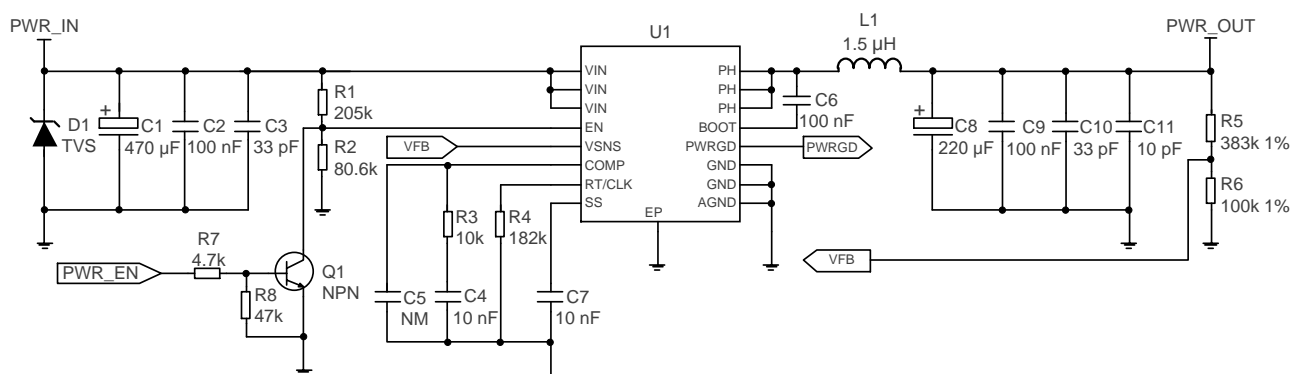 PWR_IN
U1
L1
1.5 µH
PWR_OUT
VIN
VIN
VIN
EN
VSNS
COMP
RT/CLK
SS
EP
PH
PH
PH
BOOT
PWRGD
GND
GND
AGND
D1
TVS
+
C1
470 µF
C2
100 nF
C3
33 pF
R1
205k
R2
80.6k
VFB
C6
100 nF
PWRGD
+
C8
220 µF
C9
100 nF
C10
33 pF
C11
10 pF
R5
383k 1%
R6
100k 1%
VFB
PWR_EN
R7
4.7k
R8
47k
Q1
NPN
R3
10k
R4
182k
C5
NM
C4
10 nF
C7
10 nF